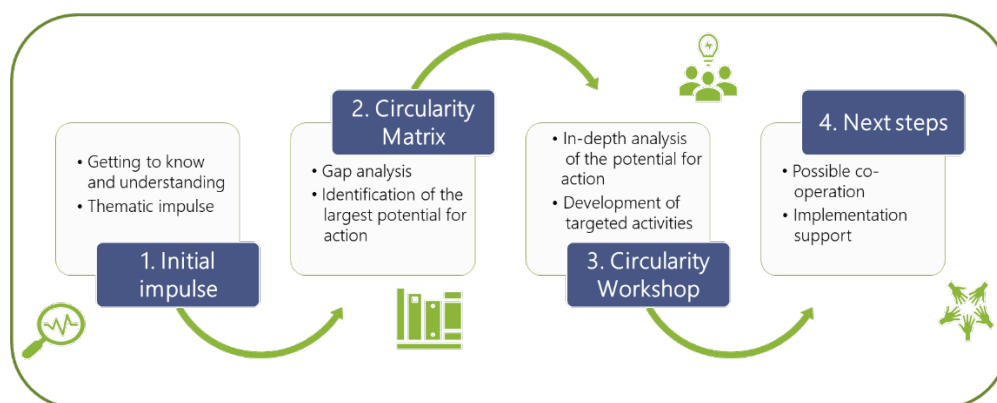 • Getting to know
and understanding
• Thematic impulse
1. Initial
impulse
2. Circularity
Matrix
• Gap analysis
• Identification of the
largest potential for
action
• In-depth analysis
of the potential for
action
• Development of
targeted activities
3. Circularity
Workshop
4. Next steps
• Possible co-
operation
• Implementation
support